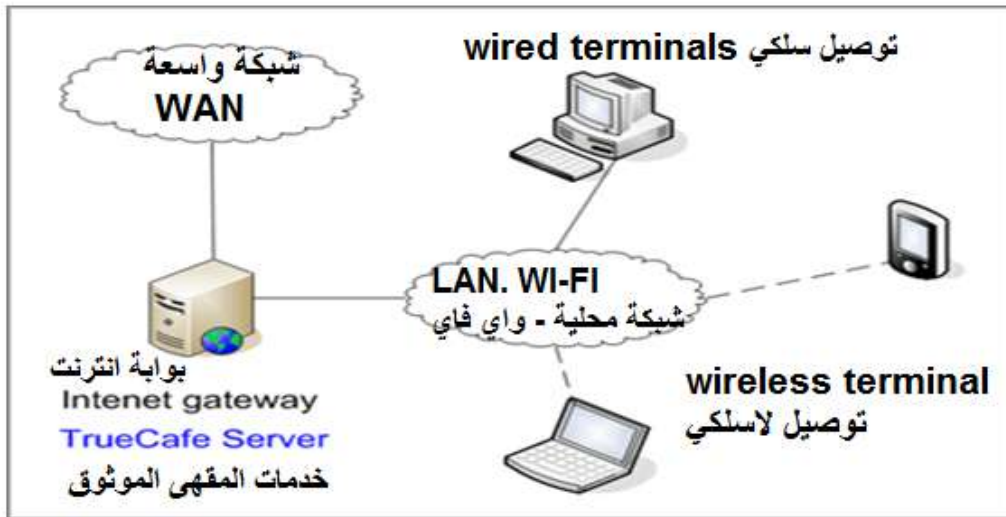 شبكة واسعة
WAN
wired terminals توصيل سلكي
LAN. WI-FI
شبكة محلية - واي فاي
بوابة انترنت
Intenet gateway
TrueCafe Server
خدمات المقهى الموثوق
wireless terminal
توصيل لاسلكي